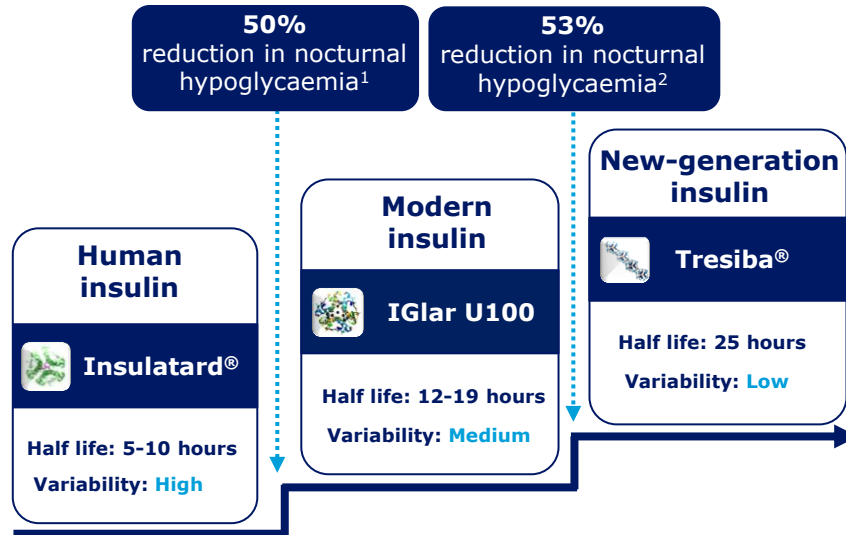 50%
reduction in nocturnal
hypoglycaemia¹
53%
reduction in nocturnal
hypoglycaemia²
Human
insulin
Insulatard®
Half life: 5-10 hours
Variability: High
Modern
insulin
IGlar U100
Half life: 12-19 hours
Variability: Medium
New-generation
insulin
Tresiba®
Half life: 25 hours
Variability: Low